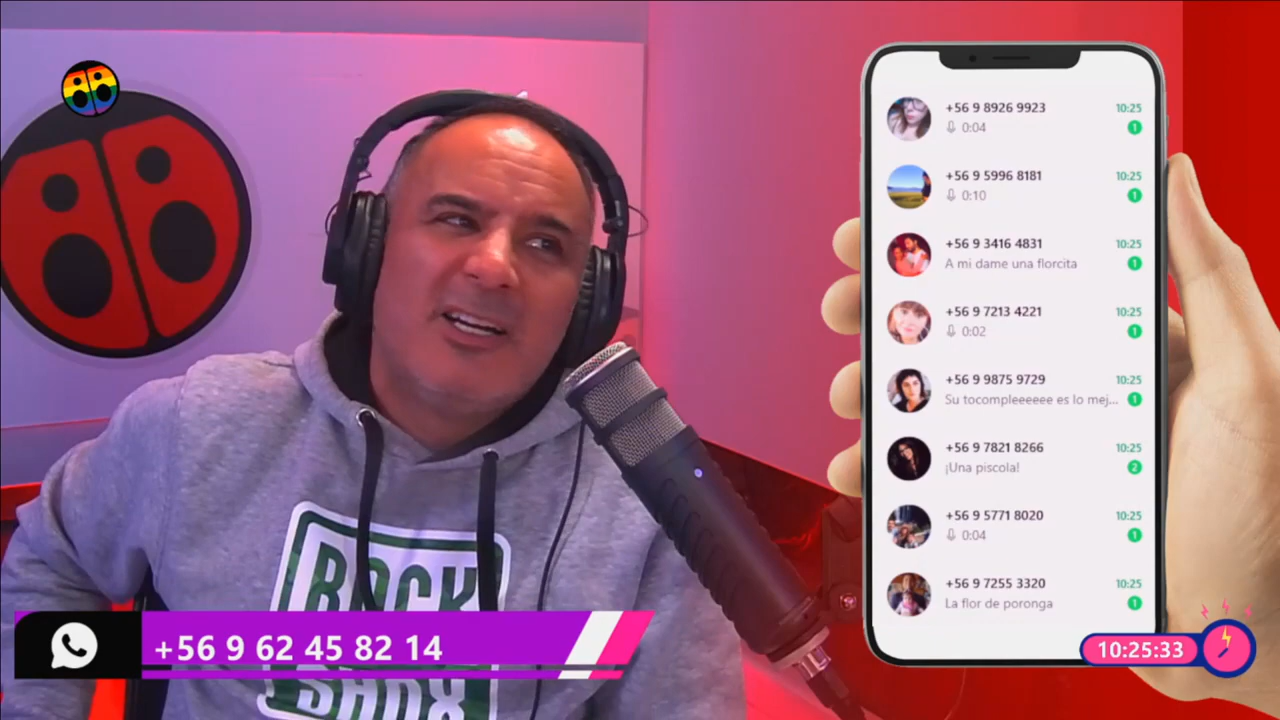 +56 9 8926 9923
10:25
0:04
1
+56 9 5996 8181
10:25
0:10
1
+56 9 3416 4831
10:25
A mi dame una florcita
1
+56 9 7213 4221
10:25
0:02
1
+56 9 9875 9729
10:25
Su tocompleeeeee es lo mej...
1
+56 9 7821 8266
10:25
¡Una piscola!
2
+56 9 5771 8020
10:25
0:04
1
+56 9 7255 3320
10:25
La flor de poronga
1
ROCK
SHOX
+56 9 62 45 82 14
10:25:33